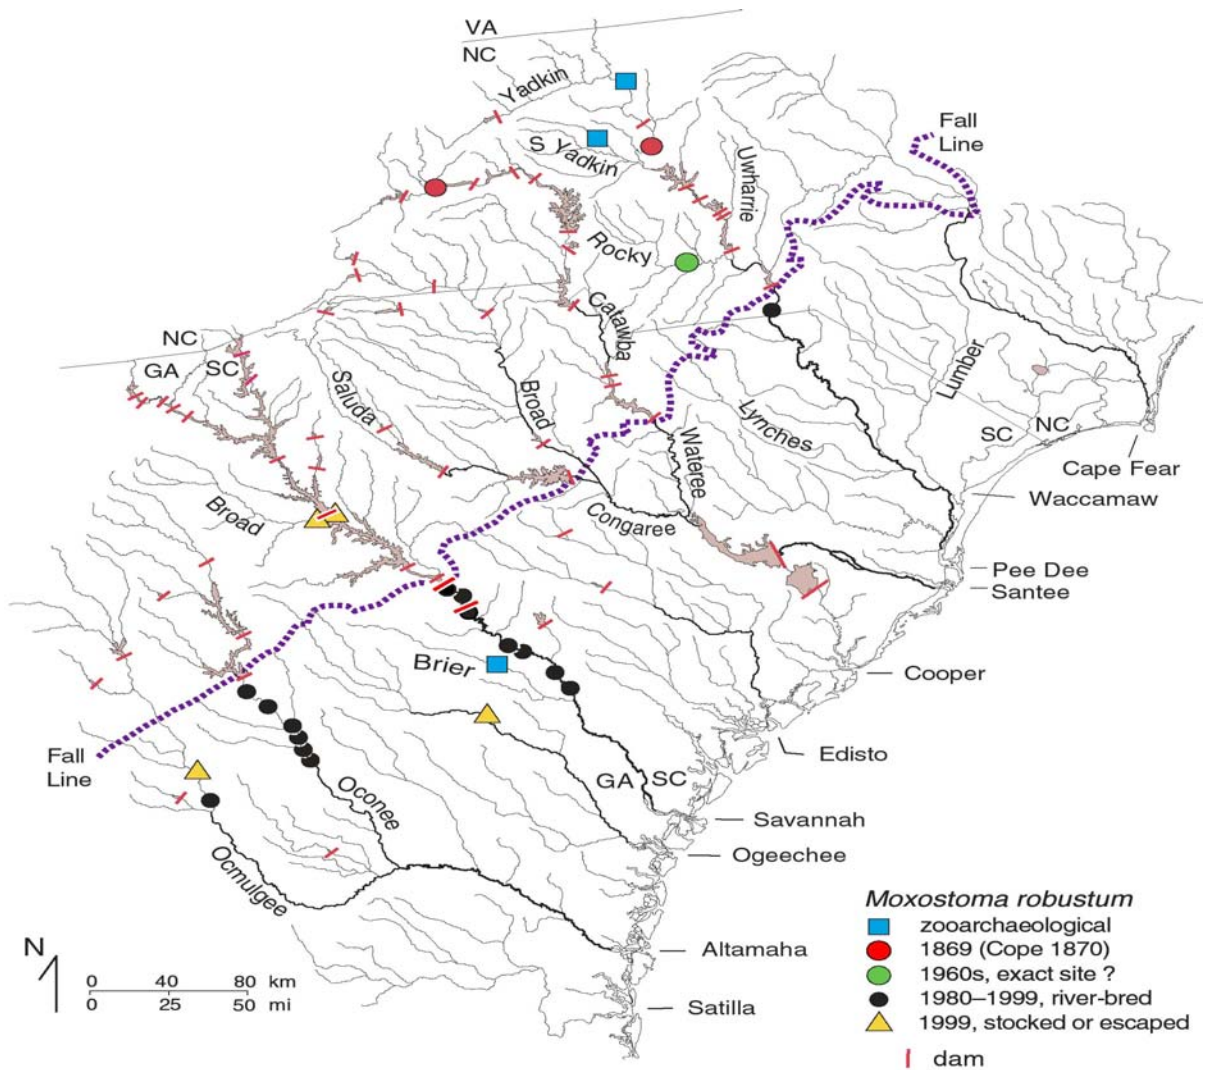 VA
NC
Yadkin
Fall
Line
S Yadkin
Uwharrie
Rocky
Catawba
NC
GA
SC
Saluda
Broad
Lumber
Lynches
SC
NC
Wateree
Cape Fear
Waccamaw
Broad
Congaree
Pee Dee
Santee
Brier
Cooper
Edisto
Fall
Line
GA
SC
Oconee
Savannah
Ogeechee
Ocmulgee
Altamaha
Satilla
N
0 40 80 km
0 25 50 mi
Moxostoma robustum
zooarchaeological
1869 (Cope 1870)
1960s, exact site ?
1980–1999, river-bred
1999, stocked or escaped
dam